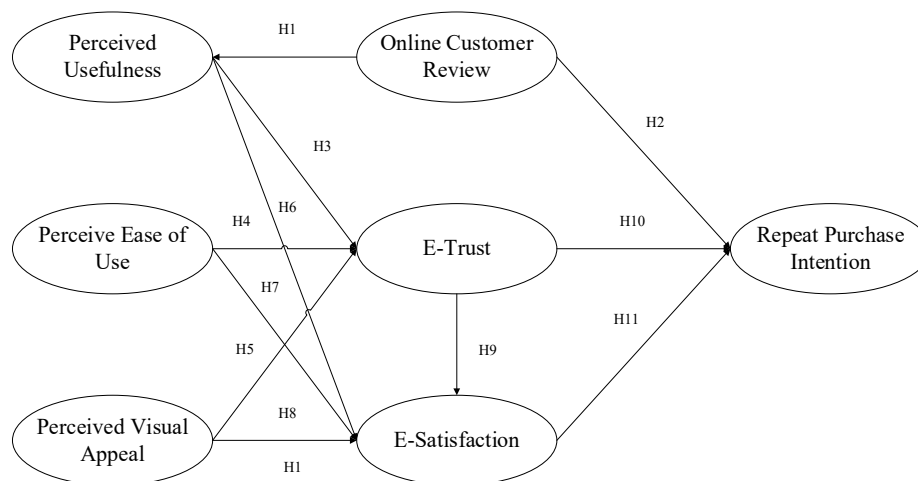 H1
Perceived
Usefulness
Online Customer
Review
H2
H3
H4
H6
H10
Perceive Ease of
Use
E-Trust
Repeat Purchase
Intention
H7
H11
H5
H9
H8
Perceived Visual
Appeal
E-Satisfaction
H1